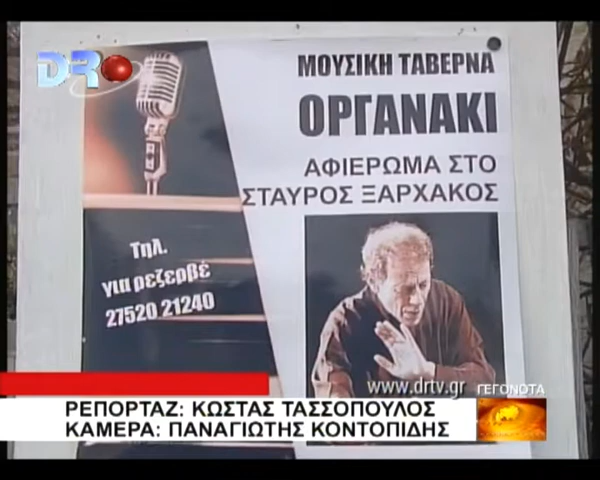 DRO
ΜΟΥΣΙΚΗ ΤΑΒΕΡΝΑ
ΟΡΓΑΝΑΚΙ
ΑΦΙΕΡΩΜΑ ΣΤΟ
ΣΤΑΥΡΟΣ ΞΑΡΧΑΚΟΣ
Τηλ.
για ρεζερβέ
27520 21240
www.drtv.gr
ΓΕΓΟΝΟΤΑ
ΡΕΠΟΡΤΑΖ: ΚΩΣΤΑΣ ΤΑΣΣΟΠΟΥΛΟΣ
ΚΑΜΕΡΑ: ΠΑΝΑΓΙΩΤΗΣ ΚΟΝΤΟΠΙΔΗΣ